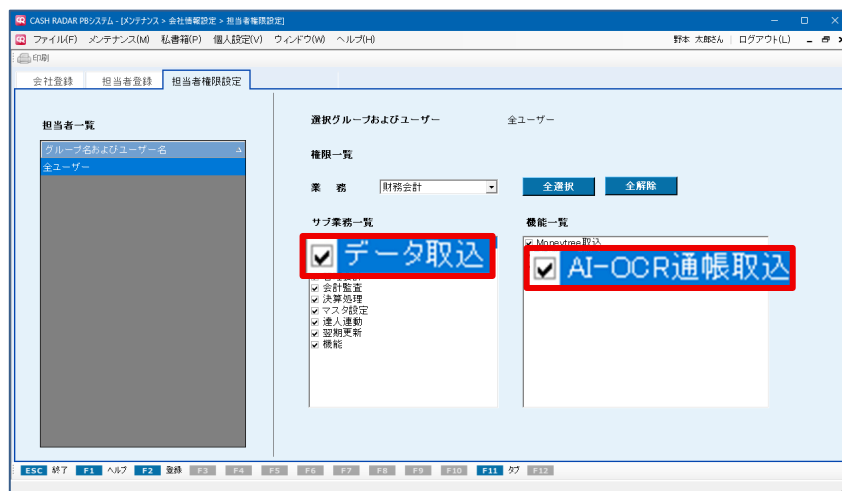 CASH RADAR PBシステム - [メンテナンス > 会社情報設定 > 担当者権限設定]
ファイル(F) メンテナンス(M) 私書箱(P) 個人設定(V) ウィンドウ(W) ヘルプ(H) 野本 太郎さん ログアウト(L)
印刷
会社登録 担当者登録 担当者権限設定
担当者一覧
グループ名およびユーザー名
全ユーザー
選択グループおよびユーザー 全ユーザー
権限一覧
業 務 財務会計 全選択 全解除
サブ業務一覧
データ取込
会計監査
決算処理
マスタ設定
達人連動
翌期更新
機能
機能一覧
Moneytree取込
AI-OCR通帳取込
ESC 終了 F1 ヘルプ F2 登録 F3 F4 F5 F6 F7 F8 F9 F10 F11 タブ F12